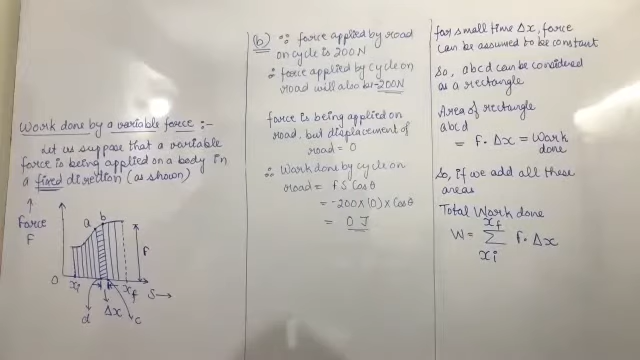 Work done by a variable force :-
Let us suppose that a variable
force is being applied on a body in
a fixed direction (as shown)
↑
Force
F
a b
F
O xi xf S→
Δx
d c
(b) ∵ force applied by road
on cycle is 200N
∴ force applied by cycle on
road will also be -200N
force is being applied on
road, but displacement of
road = 0
∴ Work done by cycle on
road = FS Cosθ
= -200×(0)×Cosθ
= 0 J
for small time Δx, force
can be assumed to be constant
So, abcd can be considered
as a rectangle
Area of rectangle
abcd
= F. Δx = Work
done
So, if we add all these
areas
Total Work done
xf
W = Σ F. Δx
xi